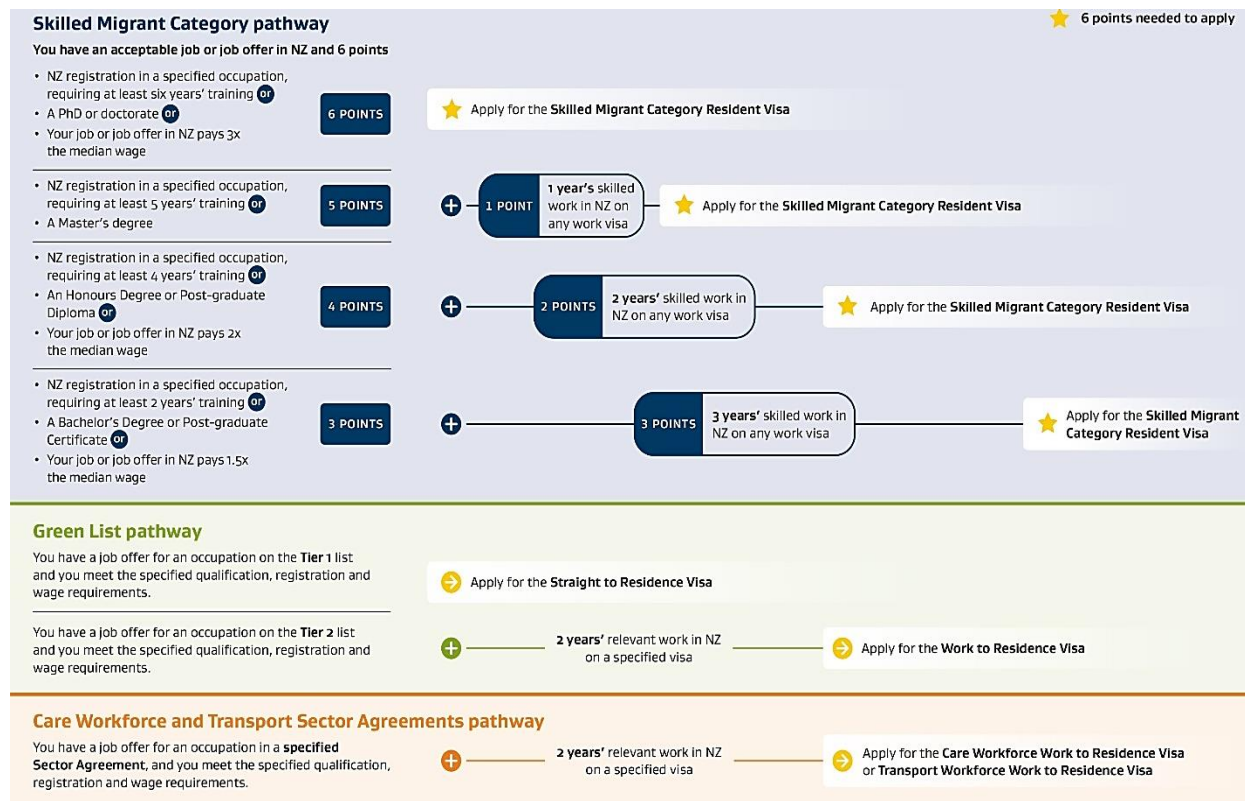 Skilled Migrant Category pathway
6 points needed to apply
You have an acceptable job or job offer in NZ and 6 points
• NZ registration in a specified occupation,
requiring at least six years' training or
• A PhD or doctorate or
• Your job or job offer in NZ pays 3x
the median wage
6 POINTS
Apply for the Skilled Migrant Category Resident Visa
• NZ registration in a specified occupation,
requiring at least 5 years' training or
• A Master's degree
5 POINTS
+
1 POINT
1 year's skilled
work in NZ on
any work visa
Apply for the Skilled Migrant Category Resident Visa
• NZ registration in a specified occupation,
requiring at least 4 years' training or
• An Honours Degree or Post-graduate
Diploma or
• Your job or job offer in NZ pays 2x
the median wage
4 POINTS
+
2 POINTS
2 years' skilled work in
NZ on any work visa
Apply for the Skilled Migrant Category Resident Visa
• NZ registration in a specified occupation,
requiring at least 2 years' training or
• A Bachelor's Degree or Post-graduate
Certificate or
• Your job or job offer in NZ pays 1.5x
the median wage
3 POINTS
+
3 POINTS
3 years' skilled work in
NZ on any work visa
Apply for the Skilled Migrant
Category Resident Visa
Green List pathway
You have a job offer for an occupation on the Tier 1 list
and you meet the specified qualification, registration and
wage requirements.
Apply for the Straight to Residence Visa
You have a job offer for an occupation on the Tier 2 list
and you meet the specified qualification, registration and
wage requirements.
+
2 years' relevant work in NZ
on a specified visa
Apply for the Work to Residence Visa
Care Workforce and Transport Sector Agreements pathway
You have a job offer for an occupation in a specified
Sector Agreement, and you meet the specified qualification,
registration and wage requirements.
+
2 years' relevant work in NZ
on a specified visa
Apply for the Care Workforce Work to Residence Visa
or Transport Workforce Work to Residence Visa